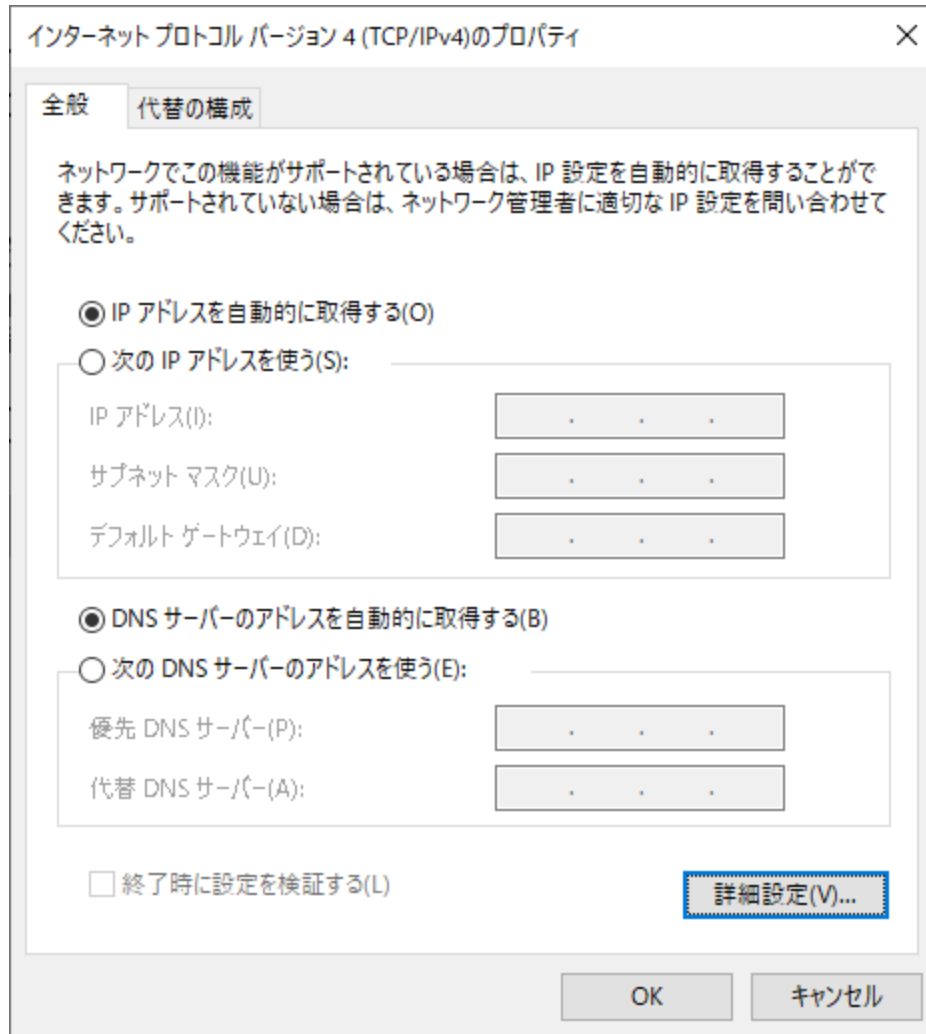 インターネット プロトコル バージョン 4 (TCP/IPv4)のプロパティ
全般
代替の構成
ネットワークでこの機能がサポートされている場合は、IP 設定を自動的に取得することがで
きます。サポートされていない場合は、ネットワーク管理者に適切な IP 設定を問い合わせて
ください。
IP アドレスを自動的に取得する(O)
次の IP アドレスを使う(S):
IP アドレス(I):
サブネット マスク(U):
デフォルト ゲートウェイ(D):
DNS サーバーのアドレスを自動的に取得する(B)
次の DNS サーバーのアドレスを使う(E):
優先 DNS サーバー(P):
代替 DNS サーバー(A):
終了時に設定を検証する(L)
詳細設定(V)...
OK
キャンセル